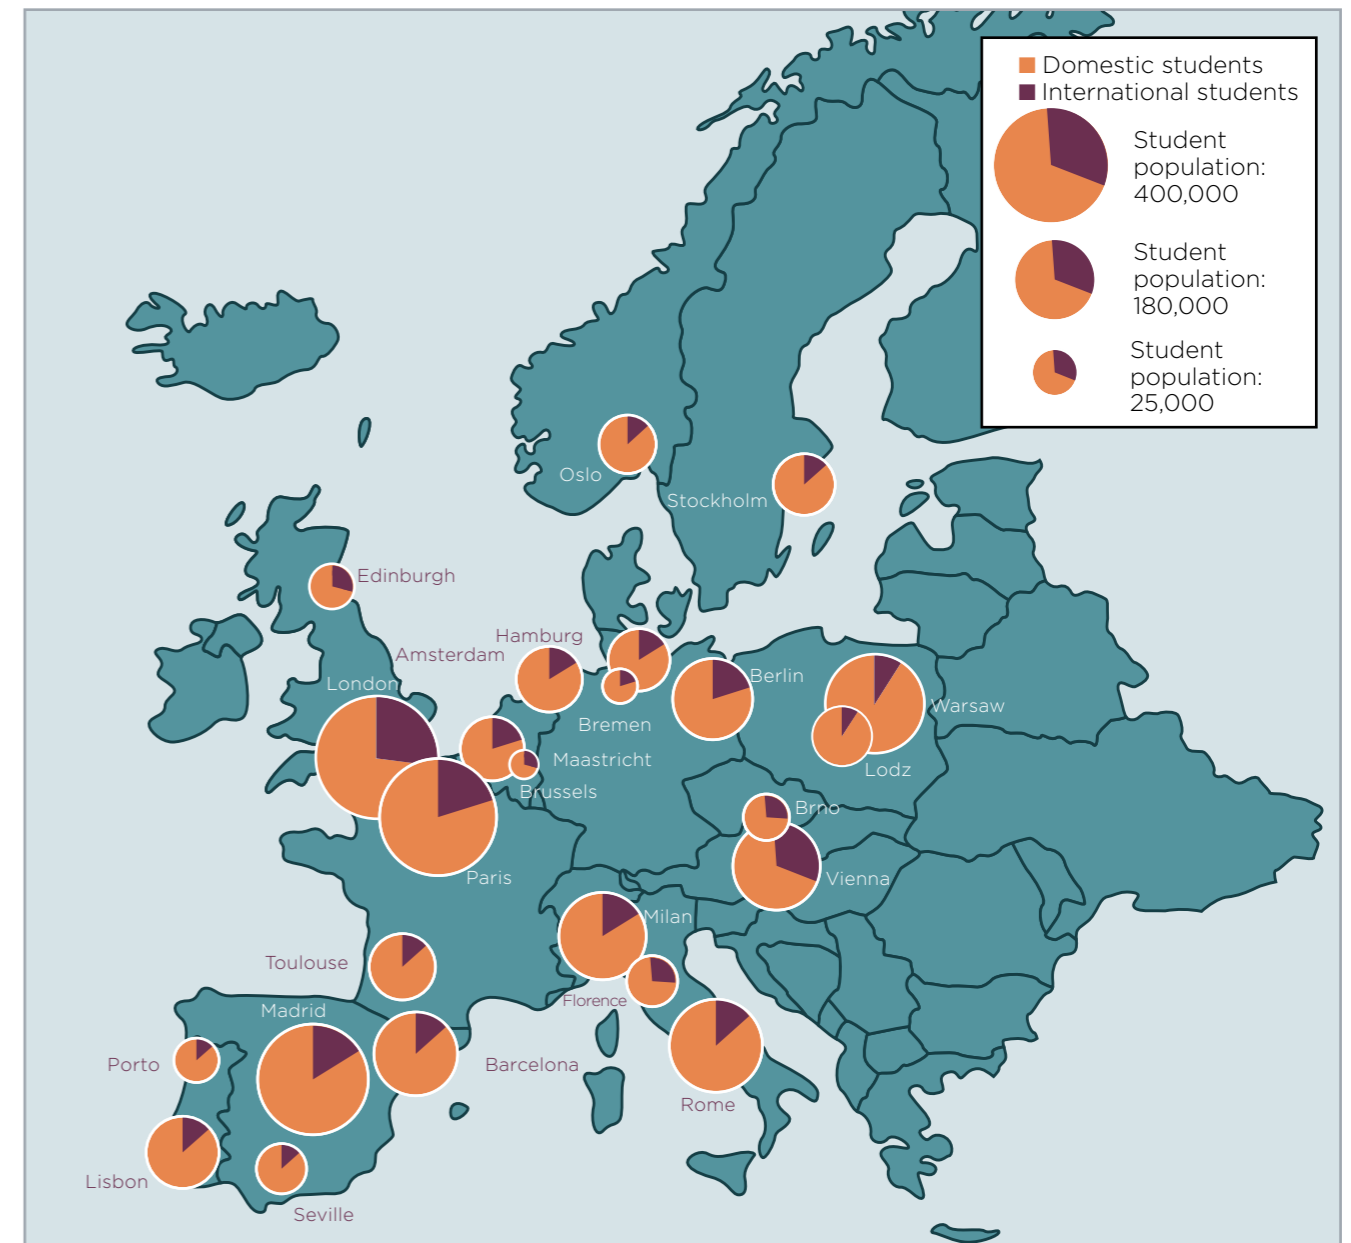 Domestic students
International students
Student
population:
400,000
Student
population:
180,000
Student
population:
25,000
Oslo
Stockholm
Edinburgh
Hamburg
Amsterdam
London
Berlin
Bremen
Warsaw
Maastricht
Lodz
Brussels
Brno
Paris
Vienna
Milan
Toulouse
Florence
Madrid
Porto
Barcelona
Rome
Lisbon
Seville